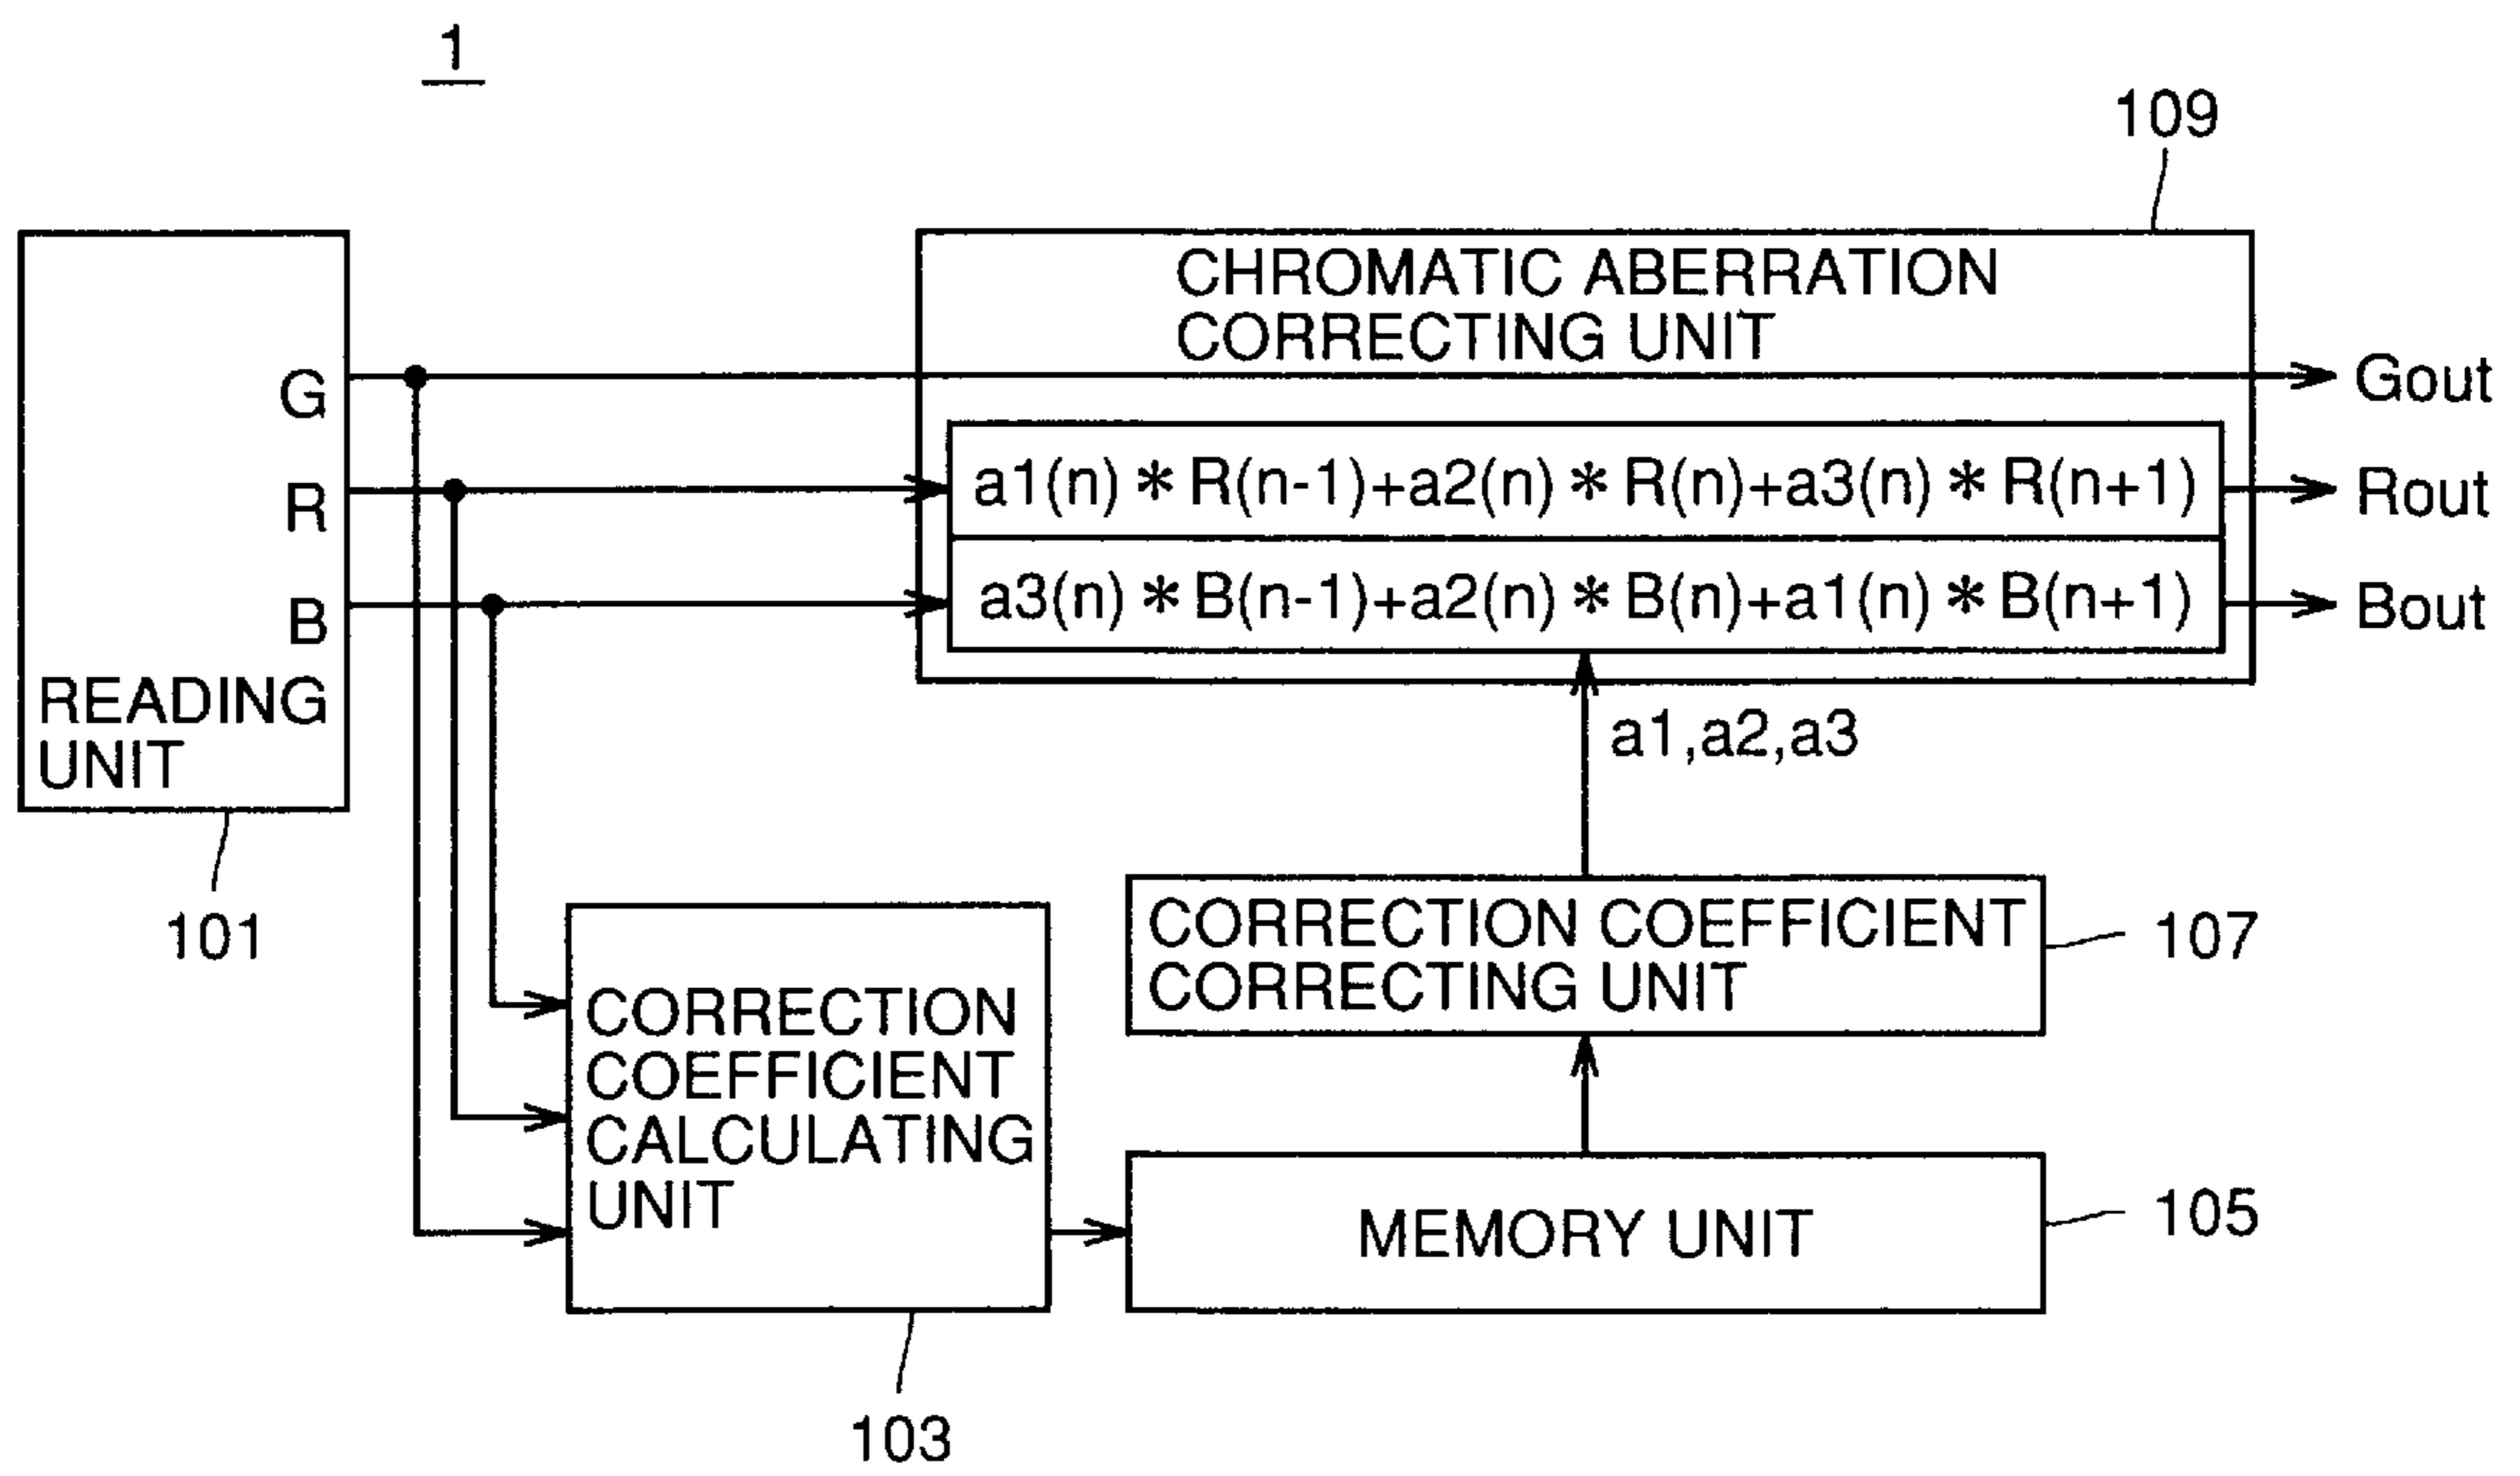 1
109
CHROMATIC ABERRATION
CORRECTING UNIT
G
Gout
R
a1(n)*R(n-1)+a2(n)*R(n)+a3(n)*R(n+1)
Rout
B
a3(n)*B(n-1)+a2(n)*B(n)+a1(n)*B(n+1)
Bout
READING
UNIT
a1,a2,a3
101
CORRECTION COEFFICIENT
CORRECTING UNIT
107
CORRECTION
COEFFICIENT
CALCULATING
UNIT
MEMORY UNIT
105
103